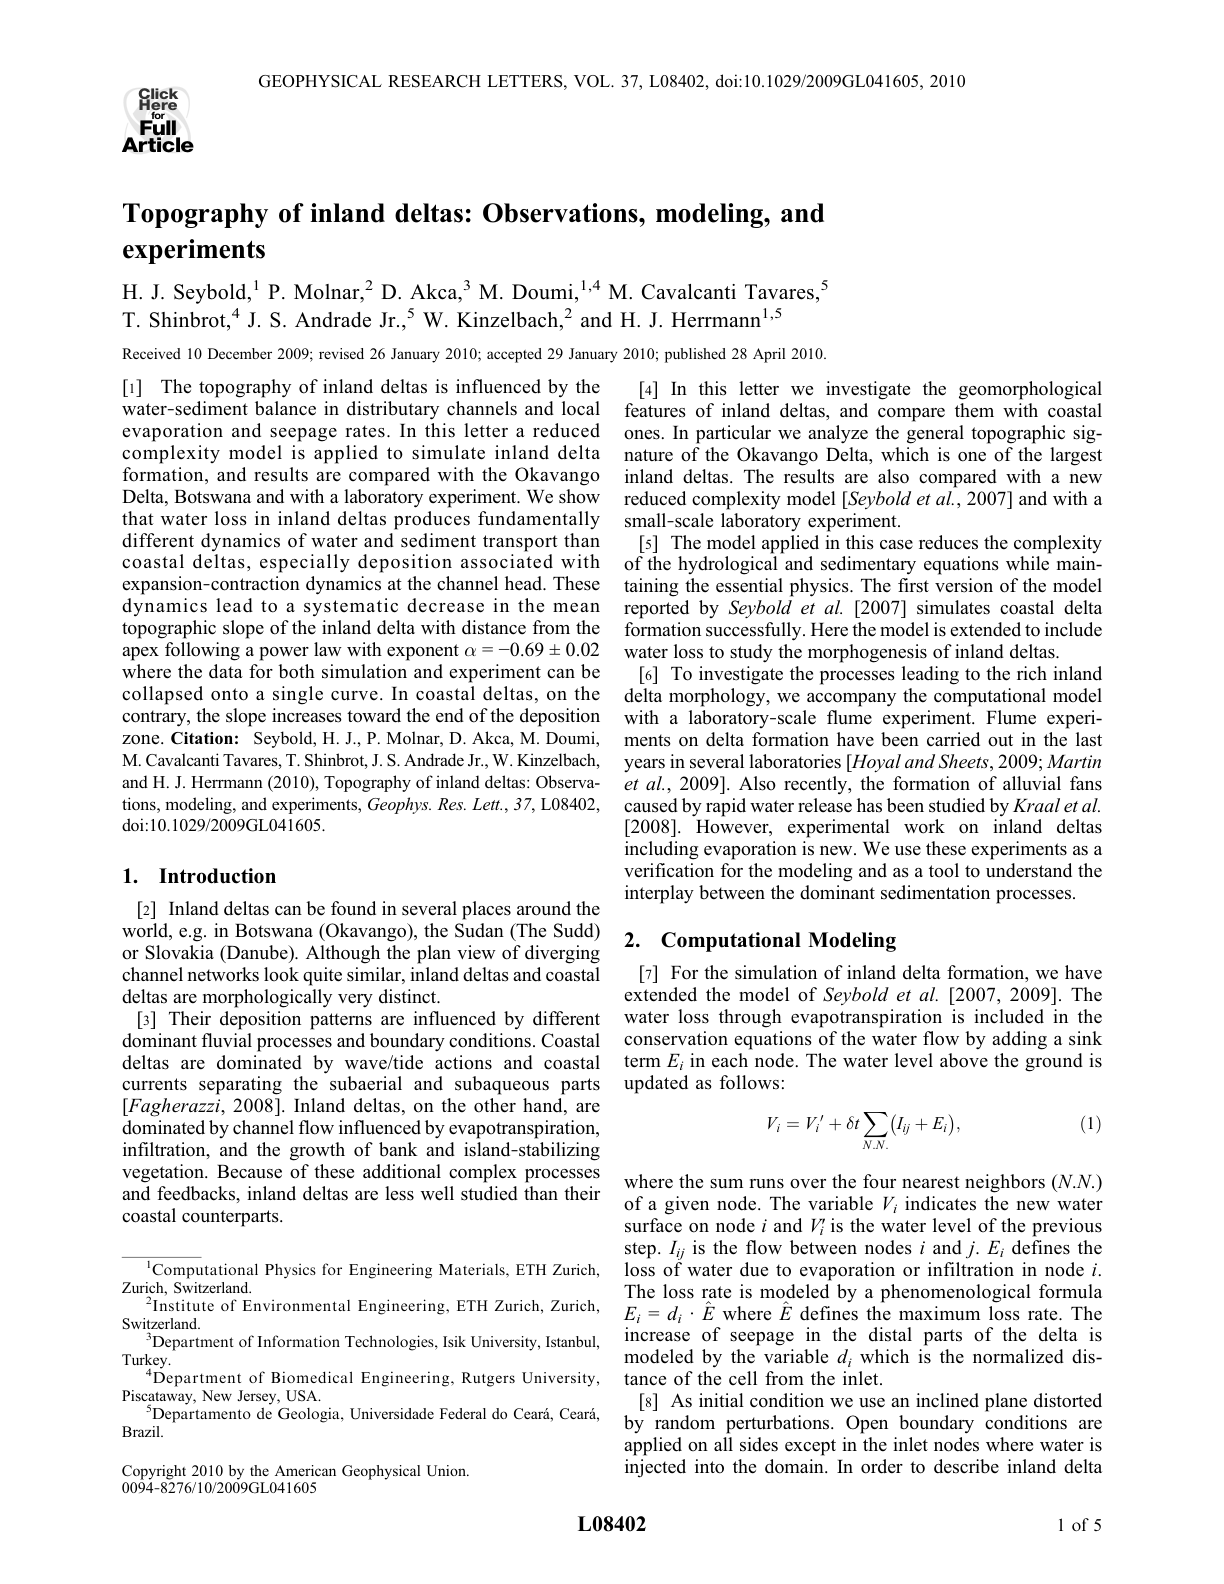 GEOPHYSICAL RESEARCH LETTERS, VOL. 37, L08402, doi:10.1029/2009GL041605, 2010
Click
Here
for
Full
Article
Topography of inland deltas: Observations, modeling, and
experiments
H. J. Seybold,1 P. Molnar,2 D. Akca,3 M. Doumi,1,4 M. Cavalcanti Tavares,5
T. Shinbrot,4 J. S. Andrade Jr.,5 W. Kinzelbach,2 and H. J. Herrmann1,5
Received 10 December 2009; revised 26 January 2010; accepted 29 January 2010; published 28 April 2010.
[1] The topography of inland deltas is influenced by the
water-sediment balance in distributary channels and local
evaporation and seepage rates. In this letter a reduced
complexity model is applied to simulate inland delta
formation, and results are compared with the Okavango
Delta, Botswana and with a laboratory experiment. We show
that water loss in inland deltas produces fundamentally
different dynamics of water and sediment transport than
coastal deltas, especially deposition associated with
expansion-contraction dynamics at the channel head. These
dynamics lead to a systematic decrease in the mean
topographic slope of the inland delta with distance from the
apex following a power law with exponent α = −0.69 ± 0.02
where the data for both simulation and experiment can be
collapsed onto a single curve. In coastal deltas, on the
contrary, the slope increases toward the end of the deposition
zone. Citation: Seybold, H. J., P. Molnar, D. Akca, M. Doumi,
M. Cavalcanti Tavares, T. Shinbrot, J. S. Andrade Jr., W. Kinzelbach,
and H. J. Herrmann (2010), Topography of inland deltas: Observa-
tions, modeling, and experiments, Geophys. Res. Lett., 37, L08402,
doi:10.1029/2009GL041605.
1. Introduction
[2] Inland deltas can be found in several places around the
world, e.g. in Botswana (Okavango), the Sudan (The Sudd)
or Slovakia (Danube). Although the plan view of diverging
channel networks look quite similar, inland deltas and coastal
deltas are morphologically very distinct.
[3] Their deposition patterns are influenced by different
dominant fluvial processes and boundary conditions. Coastal
deltas are dominated by wave/tide actions and coastal
currents separating the subaerial and subaqueous parts
[Fagherazzi, 2008]. Inland deltas, on the other hand, are
dominated by channel flow influenced by evapotranspiration,
infiltration, and the growth of bank and island-stabilizing
vegetation. Because of these additional complex processes
and feedbacks, inland deltas are less well studied than their
coastal counterparts.
1Computational Physics for Engineering Materials, ETH Zurich,
Zurich, Switzerland.
2Institute of Environmental Engineering, ETH Zurich, Zurich,
Switzerland.
3Department of Information Technologies, Isik University, Istanbul,
Turkey.
4Department of Biomedical Engineering, Rutgers University,
Piscataway, New Jersey, USA.
5Departamento de Geologia, Universidade Federal do Ceará, Ceará,
Brazil.
Copyright 2010 by the American Geophysical Union.
0094-8276/10/2009GL041605
[4] In this letter we investigate the geomorphological
features of inland deltas, and compare them with coastal
ones. In particular we analyze the general topographic sig-
nature of the Okavango Delta, which is one of the largest
inland deltas. The results are also compared with a new
reduced complexity model [Seybold et al., 2007] and with a
small-scale laboratory experiment.
[5] The model applied in this case reduces the complexity
of the hydrological and sedimentary equations while main-
taining the essential physics. The first version of the model
reported by Seybold et al. [2007] simulates coastal delta
formation successfully. Here the model is extended to include
water loss to study the morphogenesis of inland deltas.
[6] To investigate the processes leading to the rich inland
delta morphology, we accompany the computational model
with a laboratory-scale flume experiment. Flume experi-
ments on delta formation have been carried out in the last
years in several laboratories [Hoyal and Sheets, 2009; Martin
et al., 2009]. Also recently, the formation of alluvial fans
caused by rapid water release has been studied by Kraal et al.
[2008]. However, experimental work on inland deltas
including evaporation is new. We use these experiments as a
verification for the modeling and as a tool to understand the
interplay between the dominant sedimentation processes.
2. Computational Modeling
[7] For the simulation of inland delta formation, we have
extended the model of Seybold et al. [2007, 2009]. The
water loss through evapotranspiration is included in the
conservation equations of the water flow by adding a sink
term Ei in each node. The water level above the ground is
updated as follows:
Vi = Vi′ + δt ∑N.N. (Iij + Ei), (1)
where the sum runs over the four nearest neighbors (N.N.)
of a given node. The variable Vi indicates the new water
surface on node i and Vi′ is the water level of the previous
step. Iij is the flow between nodes i and j. Ei defines the
loss of water due to evaporation or infiltration in node i.
The loss rate is modeled by a phenomenological formula
Ei = di · Ê where Ê defines the maximum loss rate. The
increase of seepage in the distal parts of the delta is
modeled by the variable di which is the normalized dis-
tance of the cell from the inlet.
[8] As initial condition we use an inclined plane distorted
by random perturbations. Open boundary conditions are
applied on all sides except in the inlet nodes where water is
injected into the domain. In order to describe inland delta
L08402
1 of 5